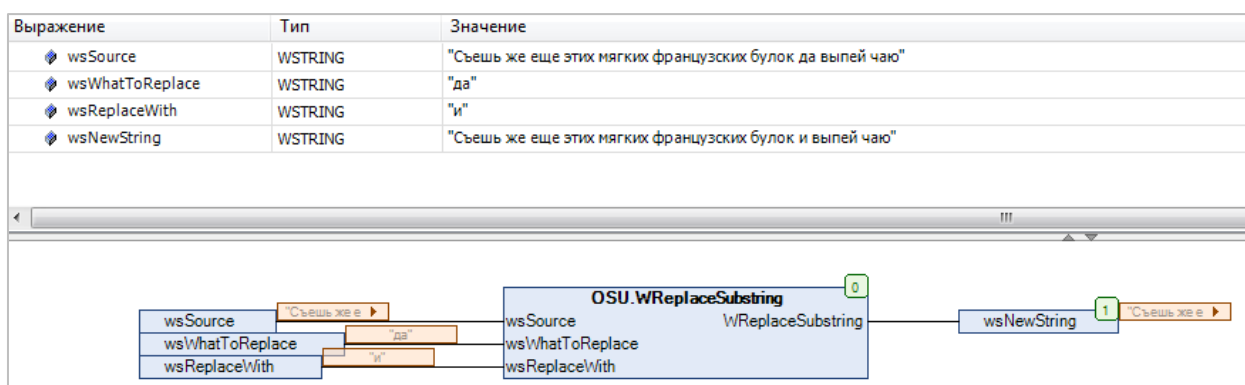 Выражение Тип Значение
wsSource WSTRING "Съешь же еще этих мягких французских булок да выпей чаю"
wsWhatToReplace WSTRING "да"
wsReplaceWith WSTRING "и"
wsNewString WSTRING "Съешь же еще этих мягких французских булок и выпей чаю"
0
OSU.WReplaceSubstring
wsSource "Съешь же е wsSource WReplaceSubstring wsNewString 1 "Съешь же е
wsWhatToReplace "да" wsWhatToReplace
wsReplaceWith "и" wsReplaceWith